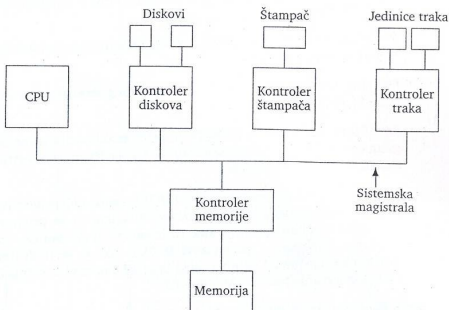 Diskovi
Štampač
Jedinice traka
CPU
Kontroler
diskova
Kontroler
štampača
Kontroler
traka
Sistemska
magistrala
Kontroler
memorije
Memorija